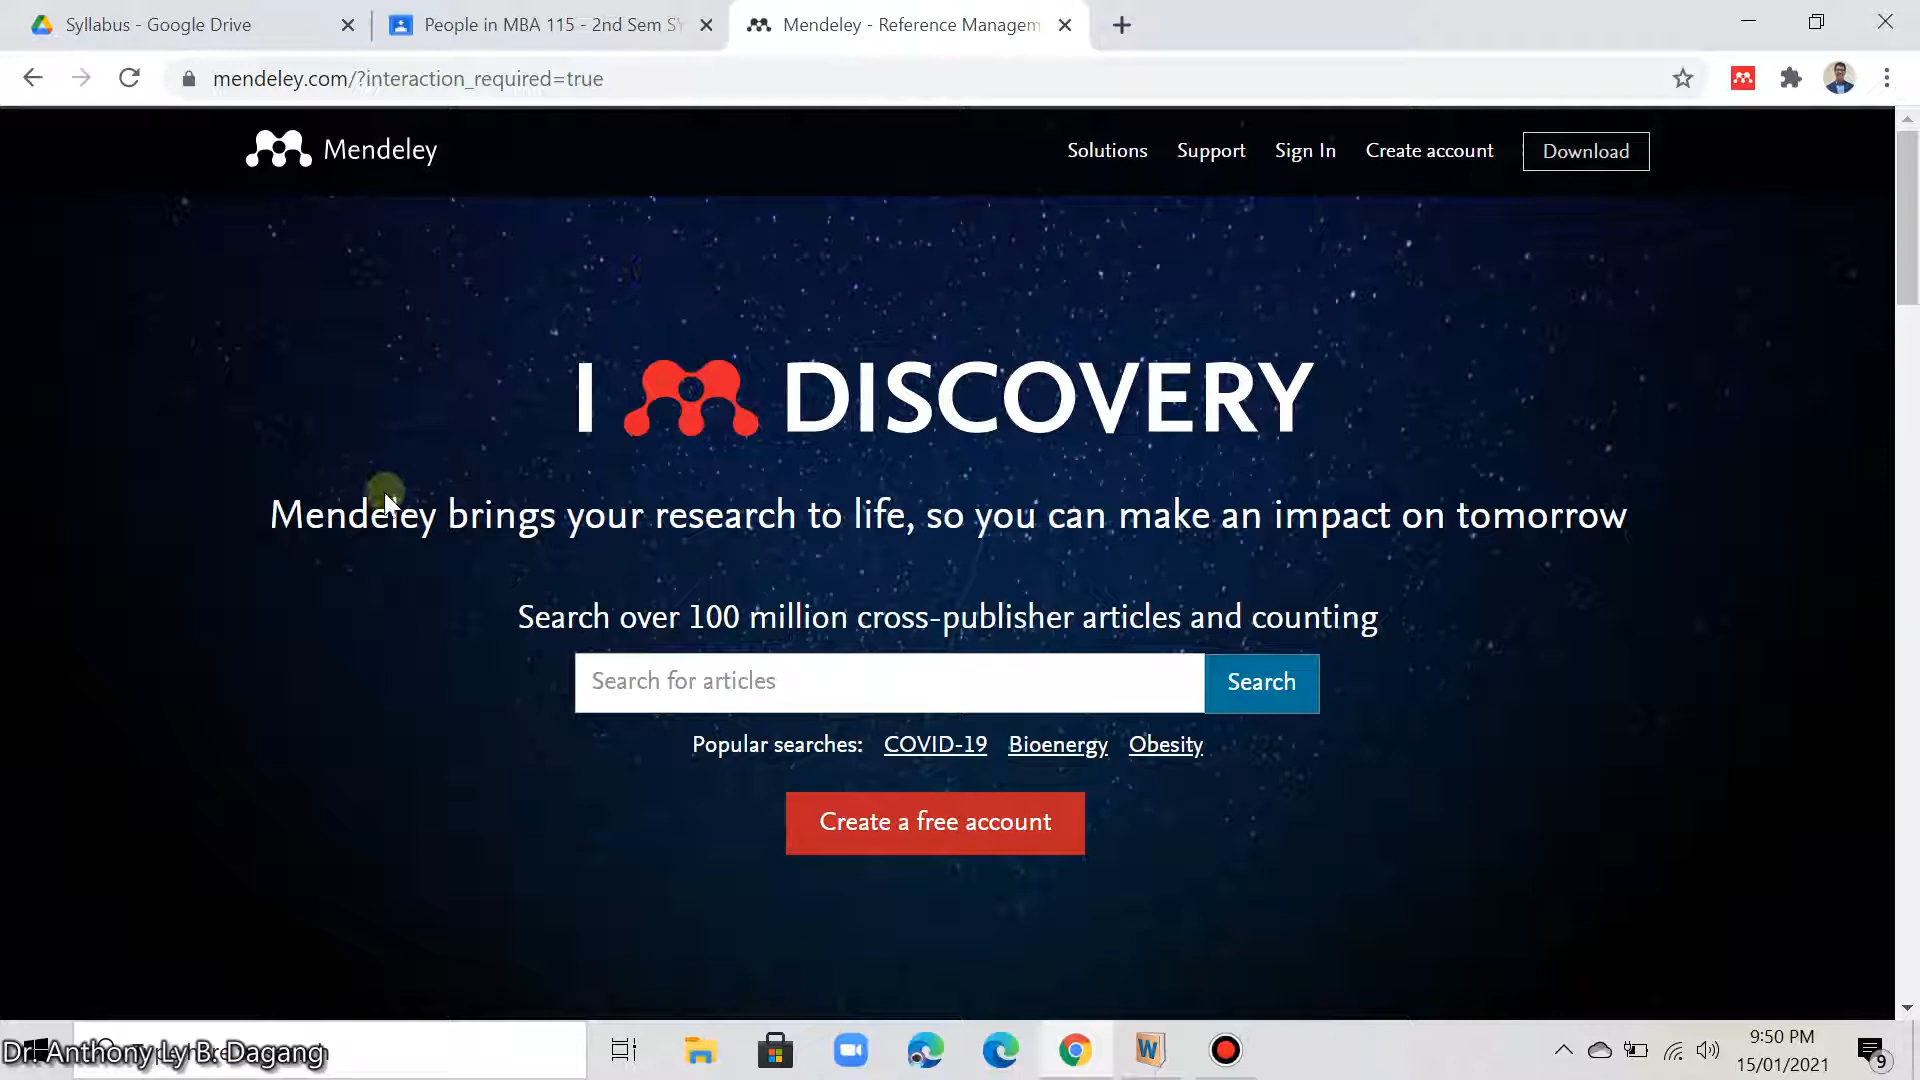 Syllabus - Google Drive
People in MBA 115 - 2nd Sem SY
Mendeley - Reference Managem
mendeley.com/?interaction_required=true
Mendeley
Solutions
Support
Sign In
Create account
Download
I DISCOVERY
Mendeley brings your research to life, so you can make an impact on tomorrow
Search over 100 million cross-publisher articles and counting
Search for articles
Search
Popular searches: COVID-19 Bioenergy Obesity
Create a free account
Dr. Anthony Ly B. Dagang
9:50 PM
15/01/2021
9